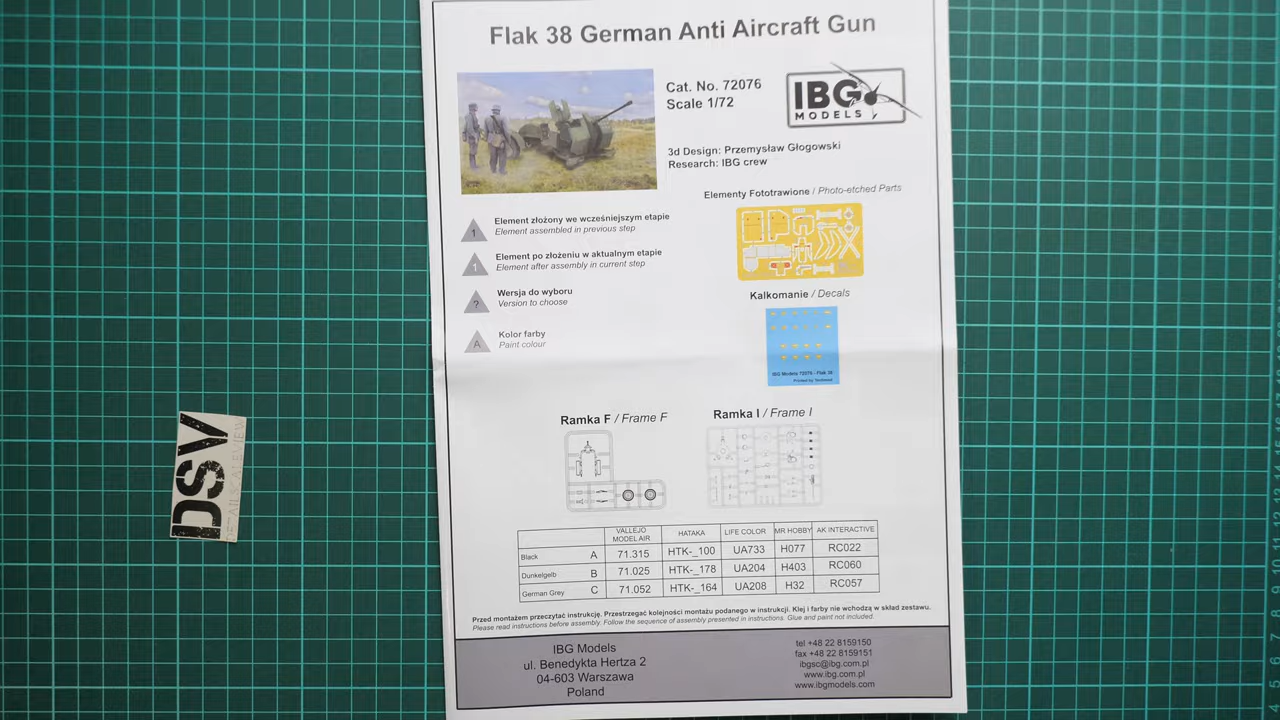 Flak 38 German Anti Aircraft Gun
Cat. No. 72076
Scale 1/72
IBG
MODELS
3d Design: Przemysław Głogowski
Research: IBG crew
Elementy Fototrawione / Photo-etched Parts
1
Element złożony we wcześniejszym etapie
Element assembled in previous step
1
Element po złożeniu w aktualnym etapie
Element after assembly in current step
?
Wersja do wyboru
Version to choose
A
Kolor farby
Paint colour
Kalkomanie / Decals
IBG Models 72076 - Flak 38
Printed by Techmod
Ramka F / Frame F
Ramka I / Frame I
VALLEJO MODEL AIR HATAKA LIFE COLOR MR HOBBY AK INTERACTIVE
Black A 71.315 HTK-_100 UA733 H077 RC022
Dunkelgelb B 71.025 HTK-_178 UA204 H403 RC060
German Grey C 71.052 HTK-_164 UA208 H32 RC057
Przed montażem przeczytać instrukcję. Przestrzegać kolejności montażu podanego w instrukcji. Klej i farby nie wchodzą w skład zestawu.
Please read instructions before assembly. Follow the sequence of assembly presented in instructions. Glue and paint not included.
IBG Models
ul. Benedykta Hertza 2
04-603 Warszawa
Poland
tel +48 22 8159150
fax +48 22 8159151
ibgsc@ibg.com.pl
www.ibg.com.pl
www.ibgmodels.com
DSV
DETAILSCALEVIEW